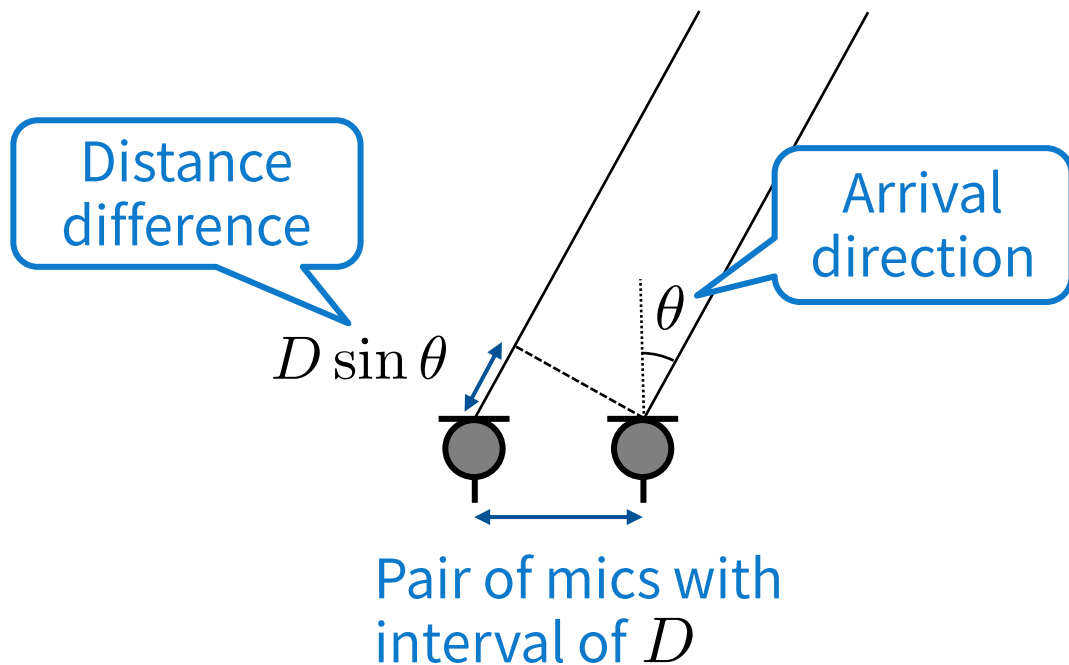 Distance
difference
Arrival
direction
θ
D sin θ
Pair of mics with
interval of D